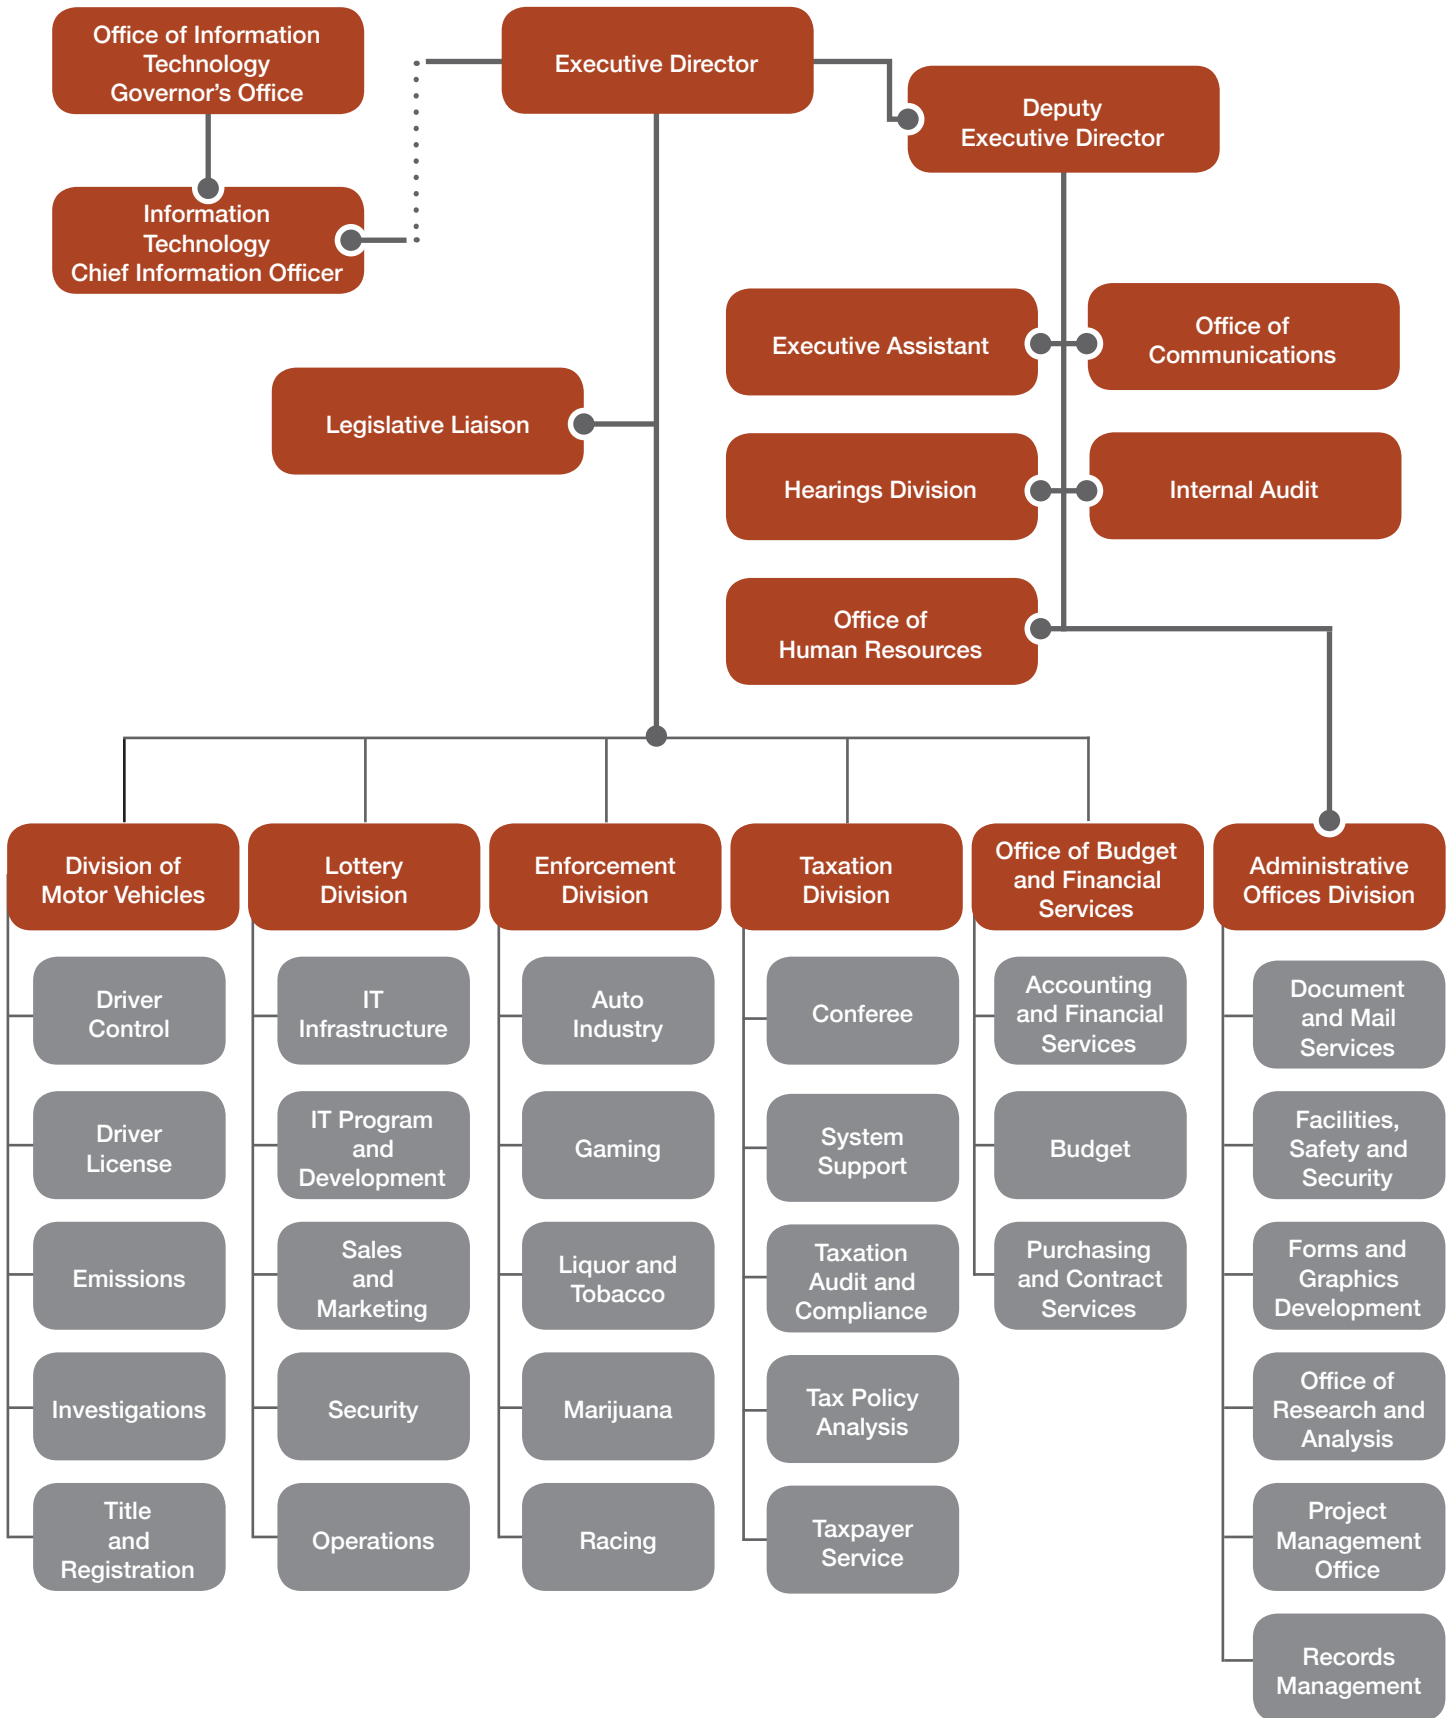 Office of Information
Technology
Governor’s Office
Executive Director
Deputy
Executive Director
Information
Technology
Chief Information Officer
Executive Assistant
Office of
Communications
Legislative Liaison
Hearings Division
Internal Audit
Office of
Human Resources
Division of
Motor Vehicles
Driver
Control
Driver
License
Emissions
Investigations
Title
and
Registration
Lottery
Division
IT
Infrastructure
IT Program
and
Development
Sales
and
Marketing
Security
Operations
Enforcement
Division
Auto
Industry
Gaming
Liquor and
Tobacco
Marijuana
Racing
Taxation
Division
Conferee
System
Support
Taxation
Audit and
Compliance
Tax Policy
Analysis
Taxpayer
Service
Office of Budget
and Financial
Services
Accounting
and Financial
Services
Budget
Purchasing
and Contract
Services
Administrative
Offices Division
Document
and Mail
Services
Facilities,
Safety and
Security
Forms and
Graphics
Development
Office of
Research and
Analysis
Project
Management
Office
Records
Management